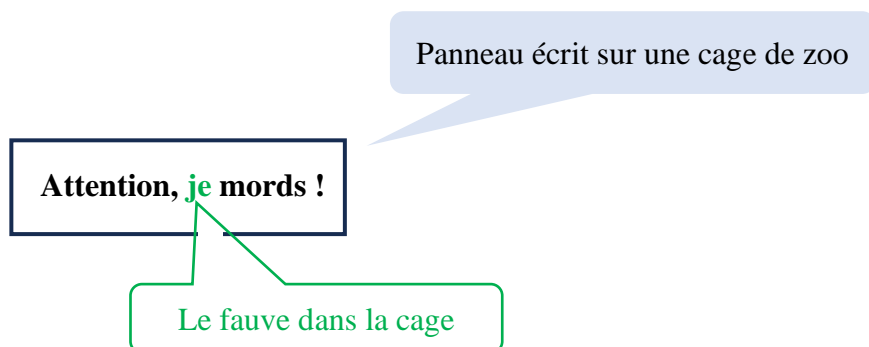 Panneau écrit sur une cage de zoo
Attention, je mords !
Le fauve dans la cage